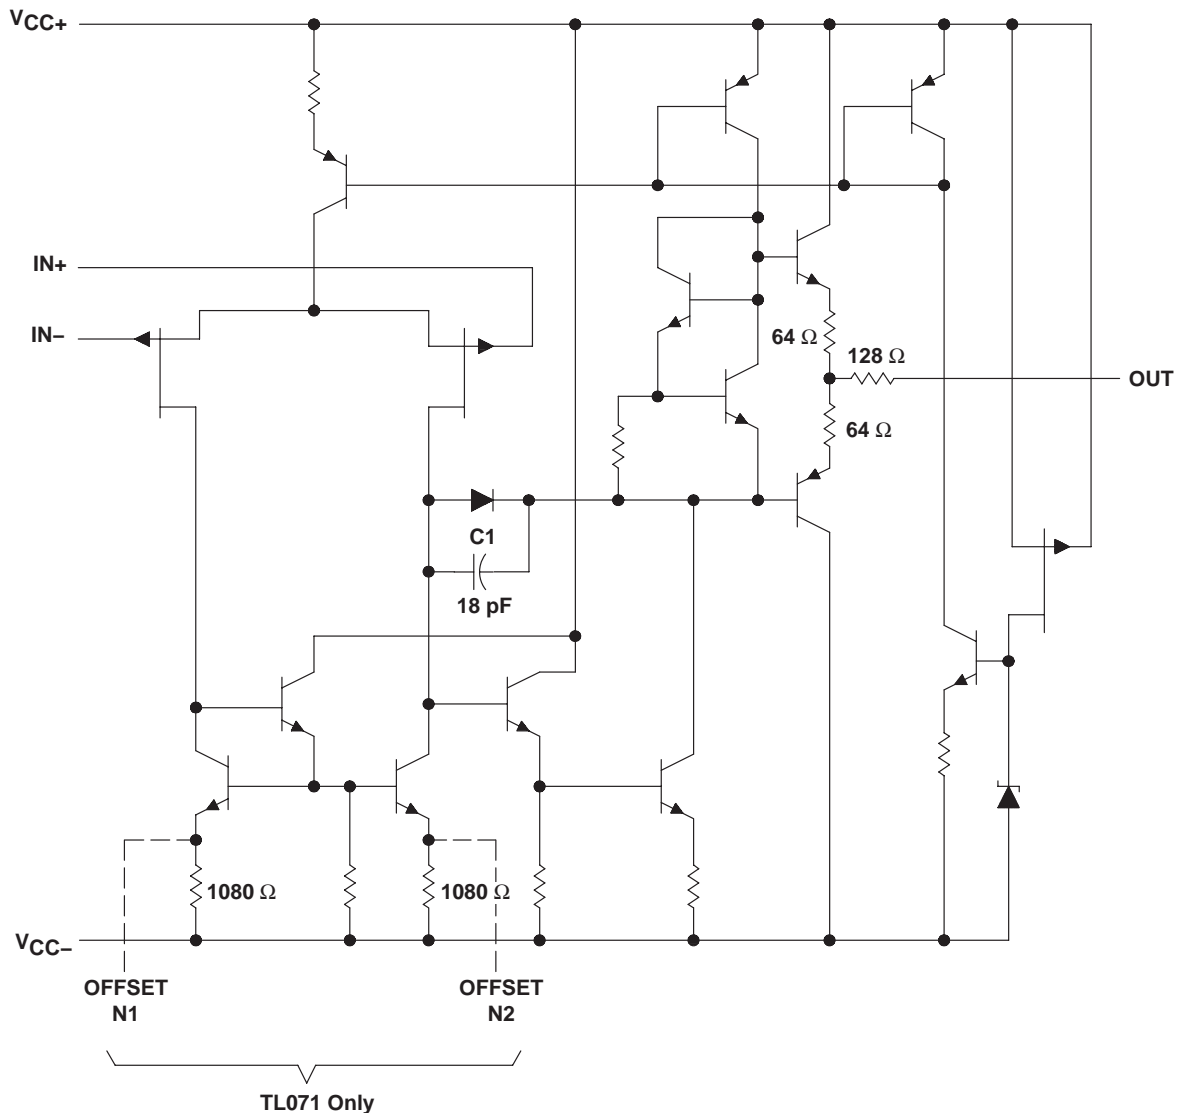 VCC+
IN+
IN−
64 Ω
128 Ω
OUT
64 Ω
C1
18 pF
1080 Ω
1080 Ω
VCC−
OFFSET
N1
OFFSET
N2
TL071 Only